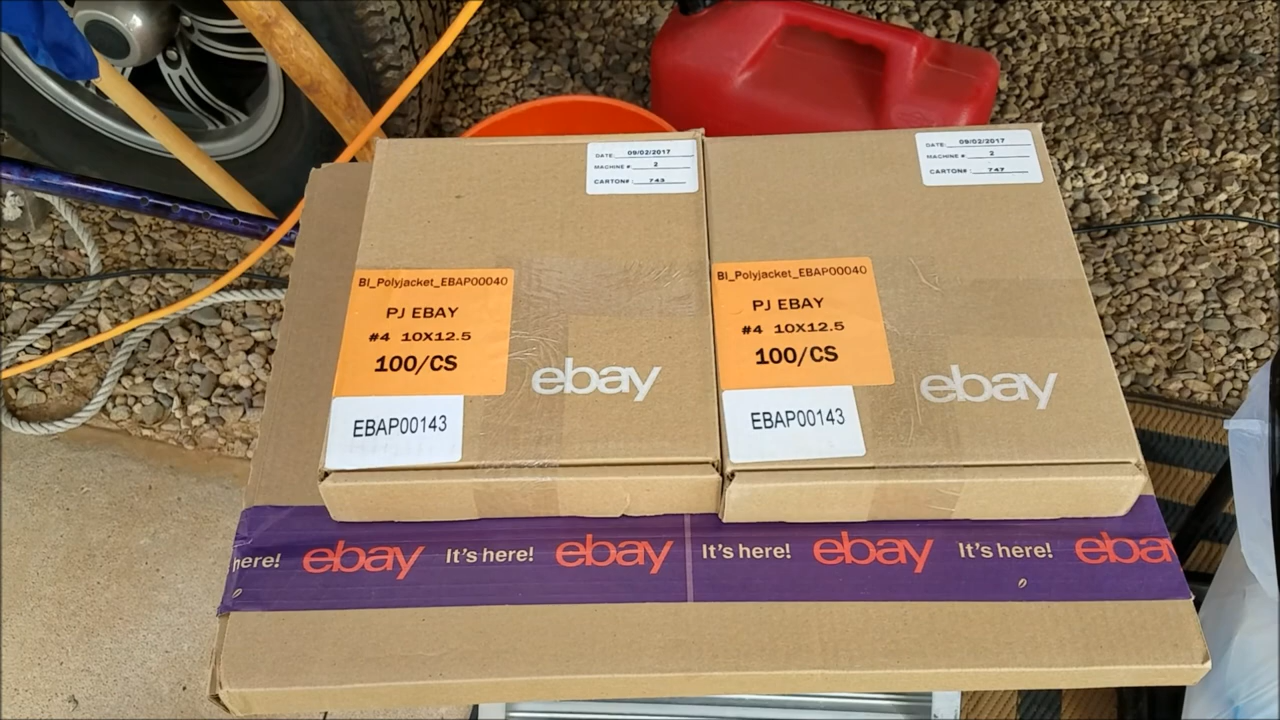 DATE: 09/02/2017
MACHINE #: 2
CARTON#: 743
BI_Polyjacket_EBAP00040
PJ EBAY
#4 10X12.5
100/CS
EBAP00143
ebay
DATE: 09/02/2017
MACHINE #: 2
CARTON#: 747
BI_Polyjacket_EBAP00040
PJ EBAY
#4 10X12.5
100/CS
EBAP00143
ebay
here! ebay It's here! ebay It's here! ebay It's here! eba